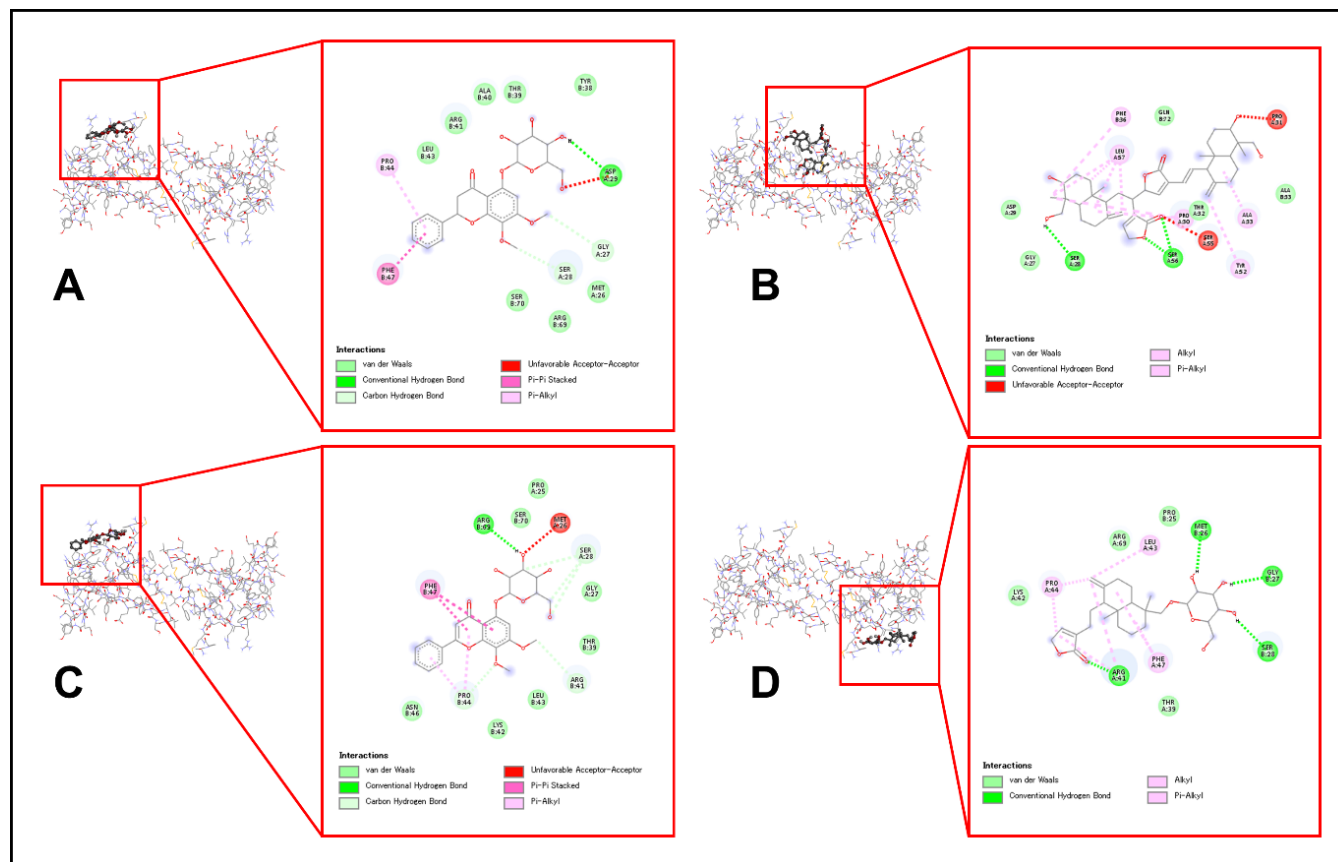 A
ALA
B:40
THR
B:39
TYR
B:38
ARG
B:41
LEU
B:43
PRO
B:44
ASP
A:29
GLY
A:27
PHE
B:47
SER
A:28
MET
A:26
SER
B:70
ARG
B:69
Interactions
van der Waals
Conventional Hydrogen Bond
Carbon Hydrogen Bond
Unfavorable Acceptor-Acceptor
Pi-Pi Stacked
Pi-Alkyl
B
PHE
B:36
GLN
B:72
PRO
A:31
LEU
A:57
ALA
B:53
ASP
A:29
THR
A:32
PRO
A:30
ALA
A:33
A:55
GLY
A:27
SER
A:28
SER
A:56
TYR
A:52
Interactions
van der Waals
Conventional Hydrogen Bond
Unfavorable Acceptor-Acceptor
Alkyl
Pi-Alkyl
C
PRO
A:25
SER
B:70
ARG
B:69
MET
A:26
SER
A:28
PHE
B:47
GLY
A:27
THR
B:39
ARG
B:41
PRO
B:44
LEU
B:43
ASN
B:46
LYS
B:42
Interactions
van der Waals
Conventional Hydrogen Bond
Carbon Hydrogen Bond
Unfavorable Acceptor-Acceptor
Pi-Pi Stacked
Pi-Alkyl
D
PRO
B:25
MET
B:26
ARG
A:69
LEU
A:43
GLY
B:27
PRO
A:44
LYS
A:42
SER
B:28
PHE
A:47
ARG
A:41
THR
A:39
Interactions
van der Waals
Conventional Hydrogen Bond
Alkyl
Pi-Alkyl